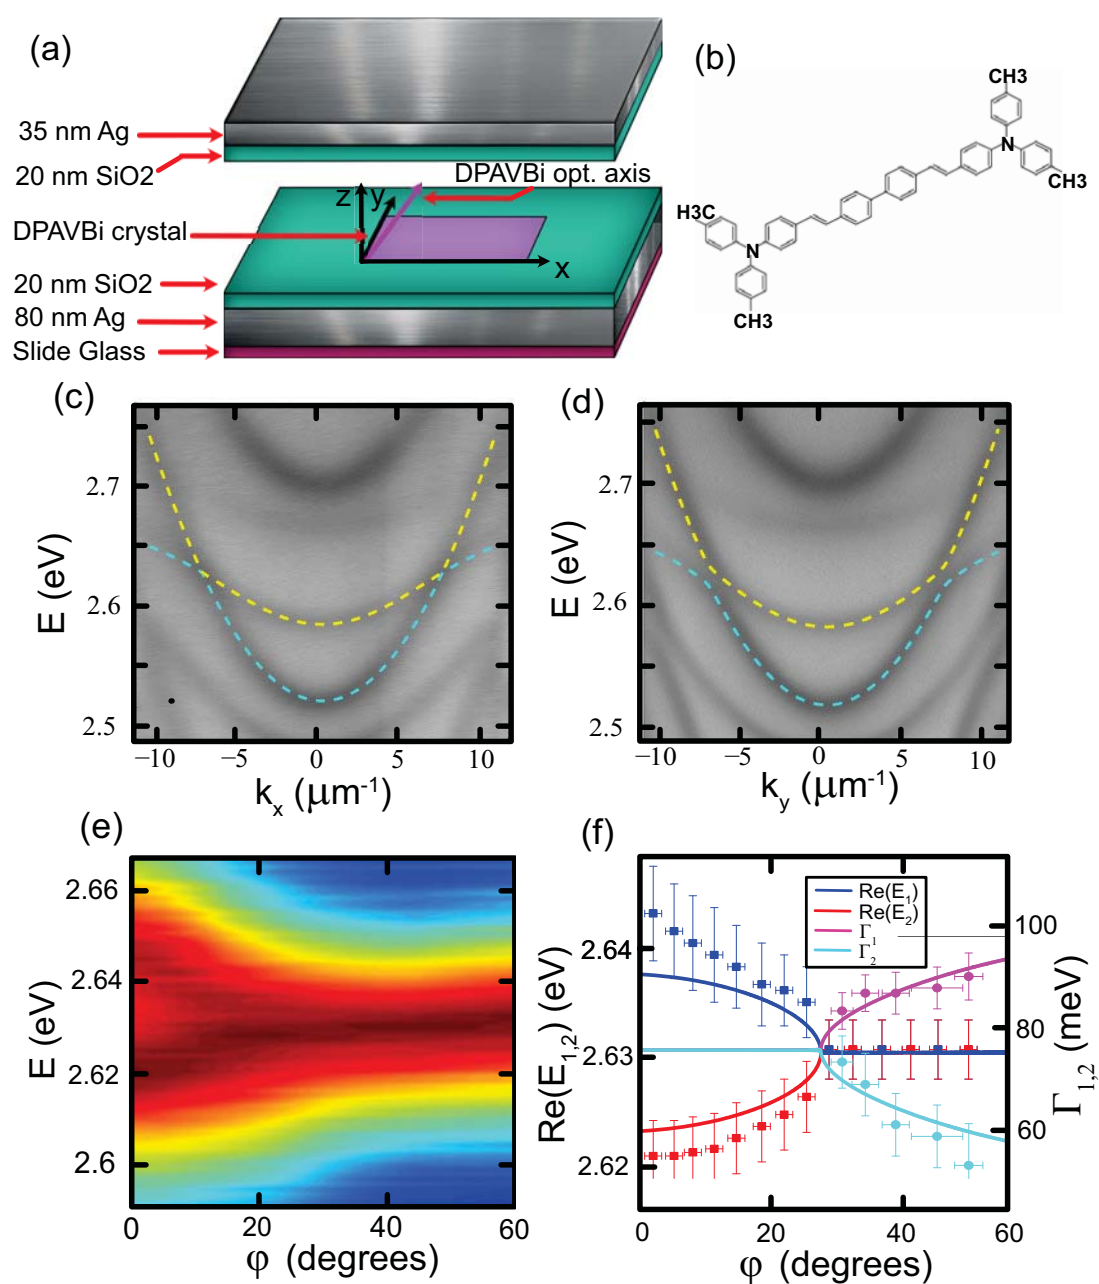 (a)
35 nm Ag
20 nm SiO2
DPAVBi opt. axis
z
y
x
DPAVBi crystal
20 nm SiO2
80 nm Ag
Slide Glass
(b)
CH3
N
CH3
H3C
N
CH3
(c)
E (eV)
2.7
2.6
2.5
−10
−5
0
5
10
kx (μm-1)
(d)
E (eV)
2.7
2.6
2.5
−10
−5
0
5
10
ky (μm-1)
(e)
E (eV)
2.66
2.64
2.62
2.6
0
20
40
60
φ (degrees)
(f)
Re(E1,2) (eV)
2.64
2.63
2.62
Re(E1)
Re(E2)
Γ1
Γ2
100
80
60
Γ1,2 (meV)
0
20
40
60
φ (degrees)